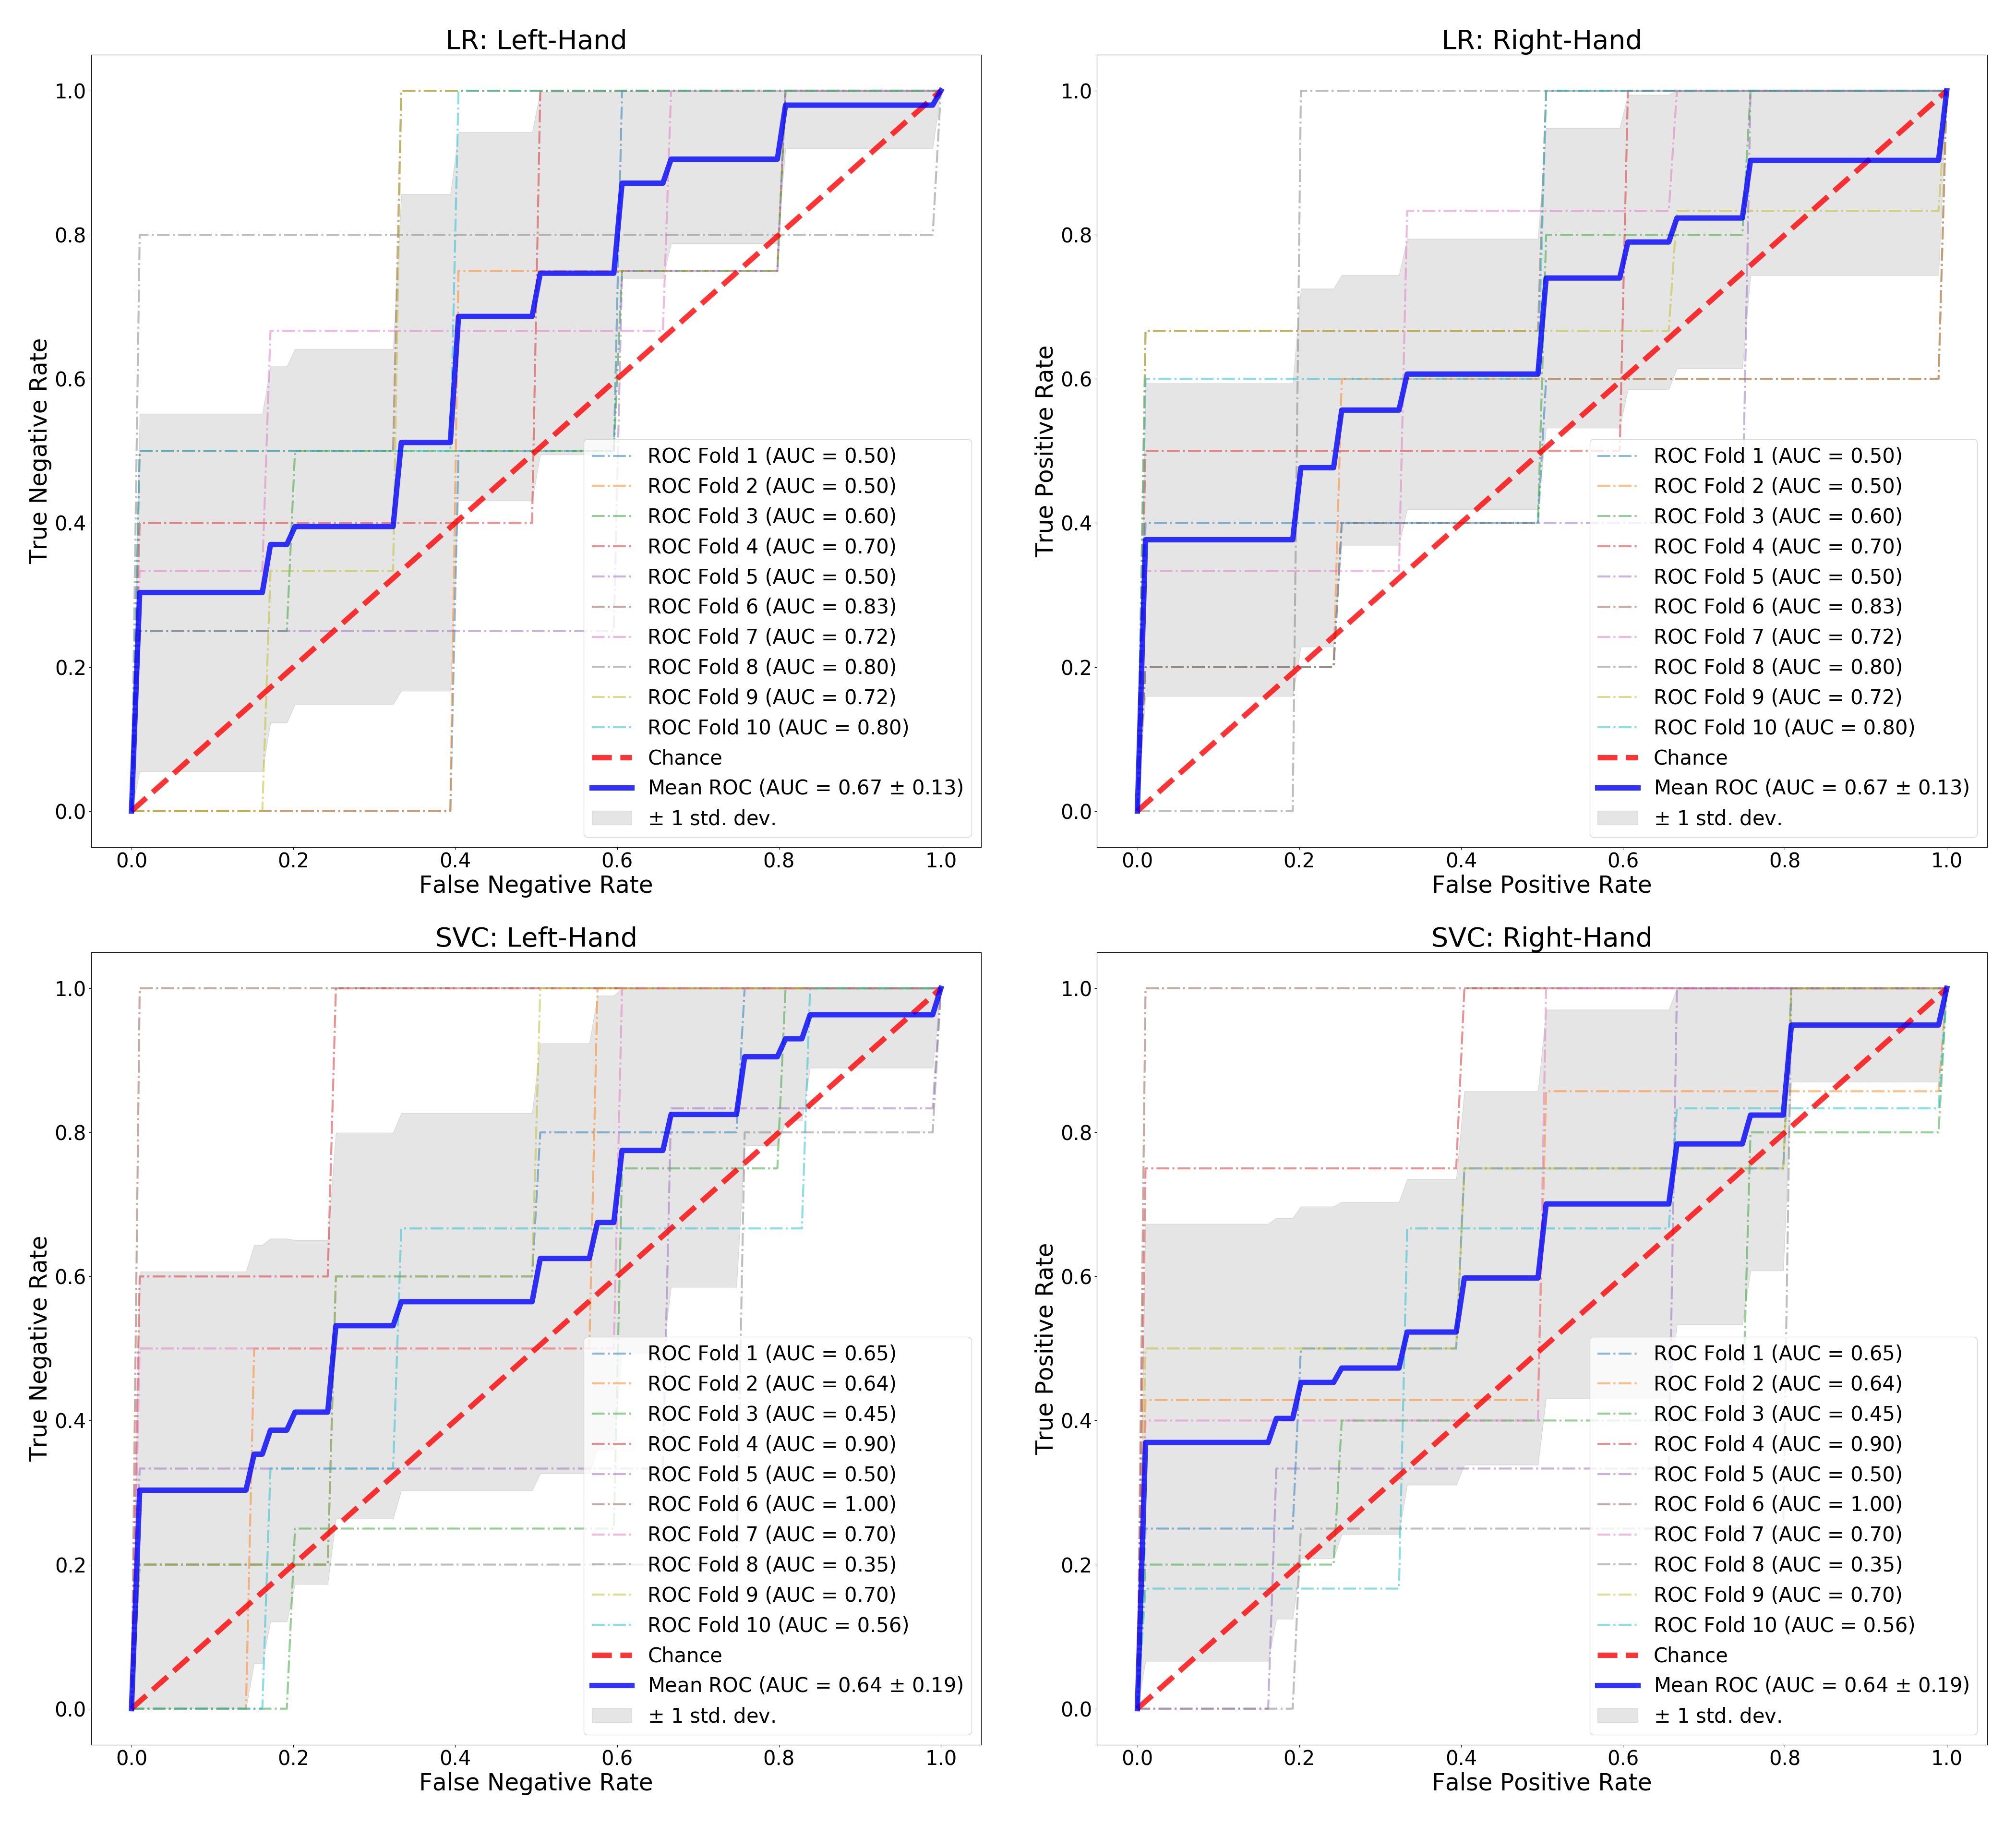 LR: Left-Hand
True Negative Rate
1.0
0.8
0.6
0.4
0.2
0.0
ROC Fold 1 (AUC = 0.50)
ROC Fold 2 (AUC = 0.50)
ROC Fold 3 (AUC = 0.60)
ROC Fold 4 (AUC = 0.70)
ROC Fold 5 (AUC = 0.50)
ROC Fold 6 (AUC = 0.83)
ROC Fold 7 (AUC = 0.72)
ROC Fold 8 (AUC = 0.80)
ROC Fold 9 (AUC = 0.72)
ROC Fold 10 (AUC = 0.80)
Chance
Mean ROC (AUC = 0.67 ± 0.13)
± 1 std. dev.
0.0 0.2 0.4 0.6 0.8 1.0
False Negative Rate
LR: Right-Hand
True Positive Rate
1.0
0.8
0.6
0.4
0.2
0.0
ROC Fold 1 (AUC = 0.50)
ROC Fold 2 (AUC = 0.50)
ROC Fold 3 (AUC = 0.60)
ROC Fold 4 (AUC = 0.70)
ROC Fold 5 (AUC = 0.50)
ROC Fold 6 (AUC = 0.83)
ROC Fold 7 (AUC = 0.72)
ROC Fold 8 (AUC = 0.80)
ROC Fold 9 (AUC = 0.72)
ROC Fold 10 (AUC = 0.80)
Chance
Mean ROC (AUC = 0.67 ± 0.13)
± 1 std. dev.
0.0 0.2 0.4 0.6 0.8 1.0
False Positive Rate
SVC: Left-Hand
True Negative Rate
1.0
0.8
0.6
0.4
0.2
0.0
ROC Fold 1 (AUC = 0.65)
ROC Fold 2 (AUC = 0.64)
ROC Fold 3 (AUC = 0.45)
ROC Fold 4 (AUC = 0.90)
ROC Fold 5 (AUC = 0.50)
ROC Fold 6 (AUC = 1.00)
ROC Fold 7 (AUC = 0.70)
ROC Fold 8 (AUC = 0.35)
ROC Fold 9 (AUC = 0.70)
ROC Fold 10 (AUC = 0.56)
Chance
Mean ROC (AUC = 0.64 ± 0.19)
± 1 std. dev.
0.0 0.2 0.4 0.6 0.8 1.0
False Negative Rate
SVC: Right-Hand
True Positive Rate
1.0
0.8
0.6
0.4
0.2
0.0
ROC Fold 1 (AUC = 0.65)
ROC Fold 2 (AUC = 0.64)
ROC Fold 3 (AUC = 0.45)
ROC Fold 4 (AUC = 0.90)
ROC Fold 5 (AUC = 0.50)
ROC Fold 6 (AUC = 1.00)
ROC Fold 7 (AUC = 0.70)
ROC Fold 8 (AUC = 0.35)
ROC Fold 9 (AUC = 0.70)
ROC Fold 10 (AUC = 0.56)
Chance
Mean ROC (AUC = 0.64 ± 0.19)
± 1 std. dev.
0.0 0.2 0.4 0.6 0.8 1.0
False Positive Rate